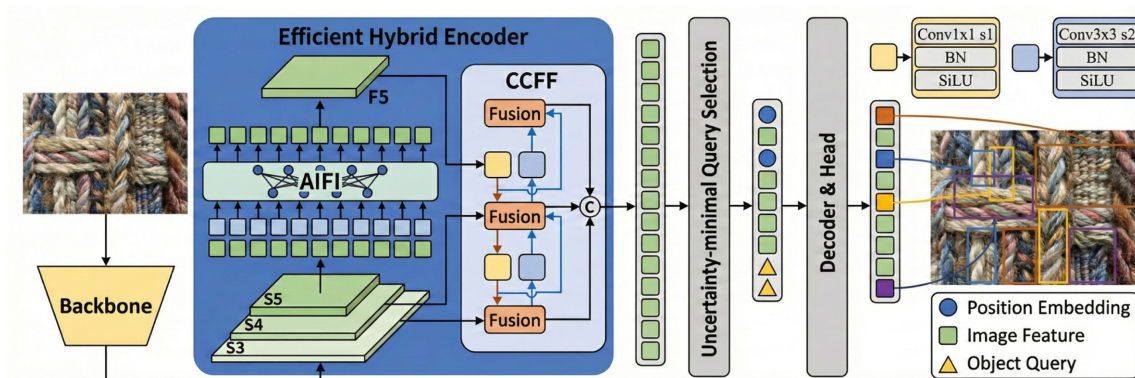 Efficient Hybrid Encoder
F5
CCFF
Fusion
AIFI
Fusion
C
Fusion
S5
S4
S3
Backbone
Uncertainty-minimal Query Selection
Decoder & Head
Conv1x1 s1
BN
SiLU
Conv3x3 s2
BN
SiLU
Position Embedding
Image Feature
Object Query